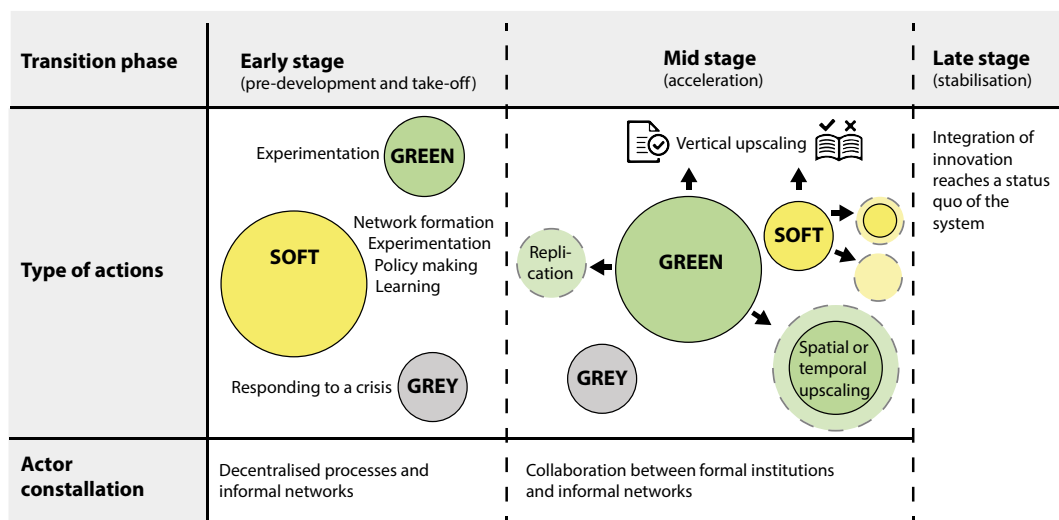 Transition phase
Early stage
(pre-development and take-off)
Mid stage
(acceleration)
Late stage
(stabilisation)
Type of actions
Experimentation
GREEN
SOFT
Network formation
Experimentation
Policy making
Learning
Responding to a crisis
GREY
Vertical upscaling
Repli-
cation
GREEN
SOFT
GREY
Spatial or
temporal
upscaling
Integration of
innovation
reaches a status
quo of the
system
Actor
constallation
Decentralised processes and
informal networks
Collaboration between formal institutions
and informal networks